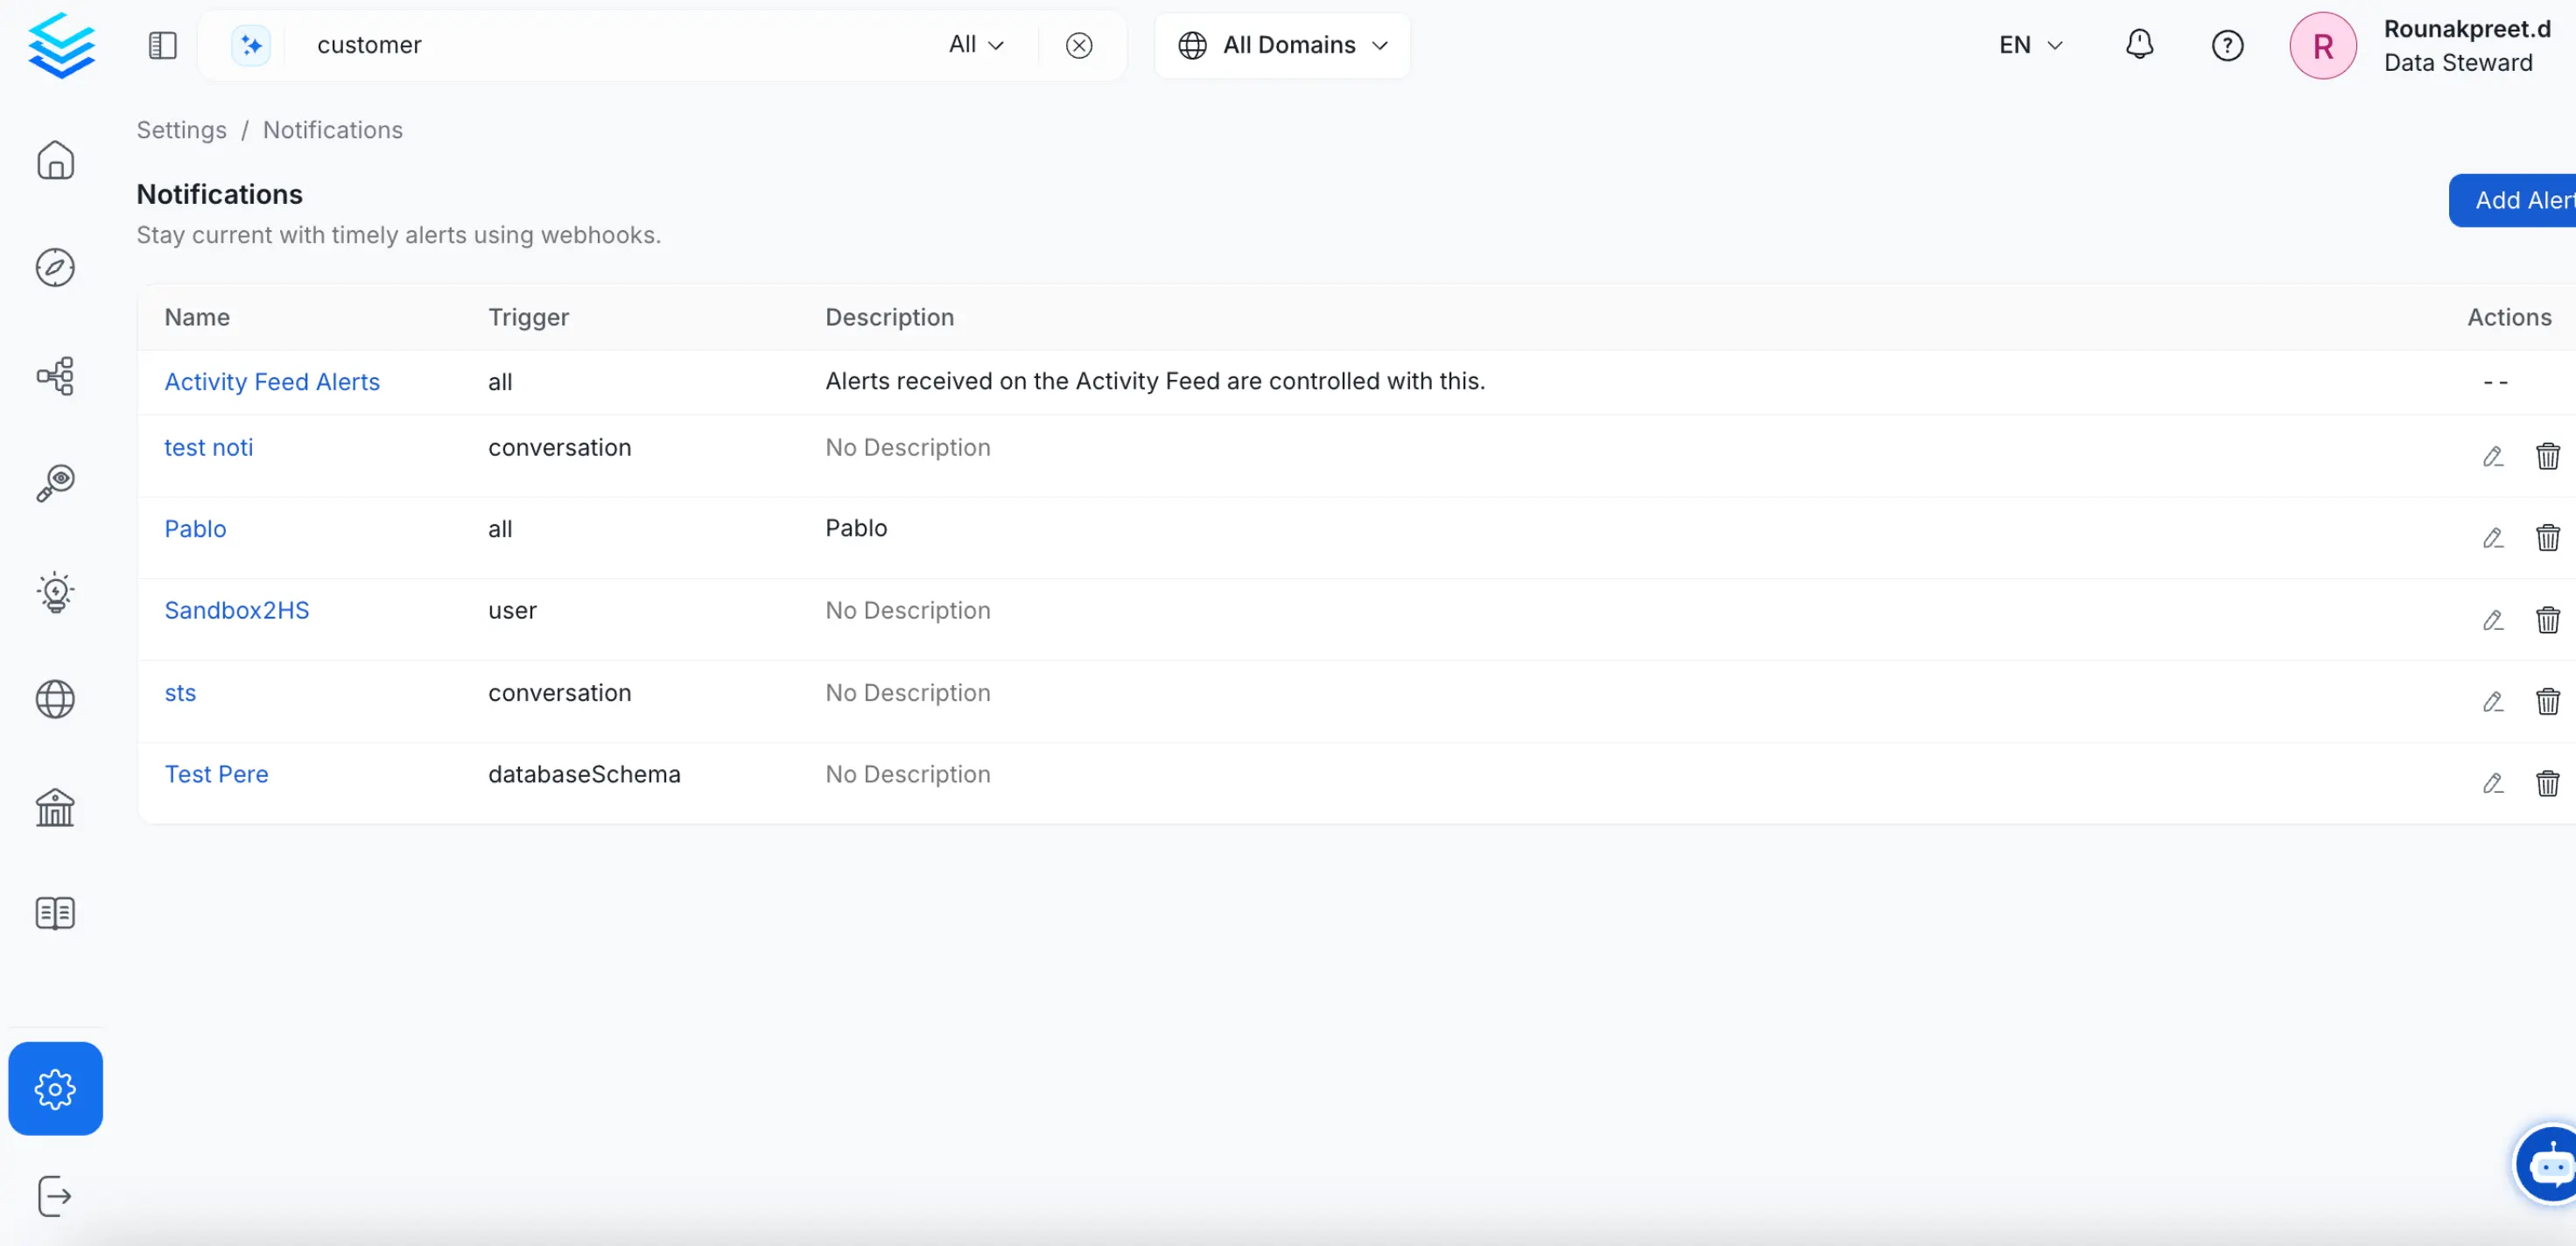 customer All All Domains EN Rounakpreet.d
R Data Steward
Settings / Notifications
Notifications
Add Alert
Stay current with timely alerts using webhooks.
Name Trigger Description Actions
Activity Feed Alerts all Alerts received on the Activity Feed are controlled with this. --
test noti conversation No Description
Pablo all Pablo
Sandbox2HS user No Description
sts conversation No Description
Test Pere databaseSchema No Description